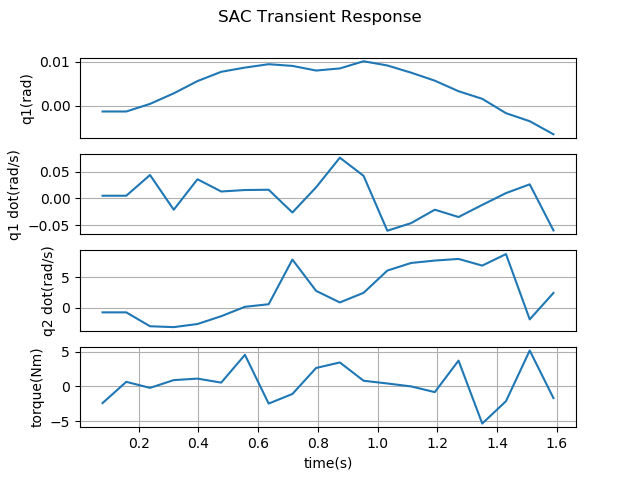 SAC Transient Response
0.01
0.00
q1(rad)
0.05
0.00
−0.05
q1 dot(rad/s)
5
0
q2 dot(rad/s)
5
0
−5
torque(Nm)
0.2 0.4 0.6 0.8 1.0 1.2 1.4 1.6
time(s)